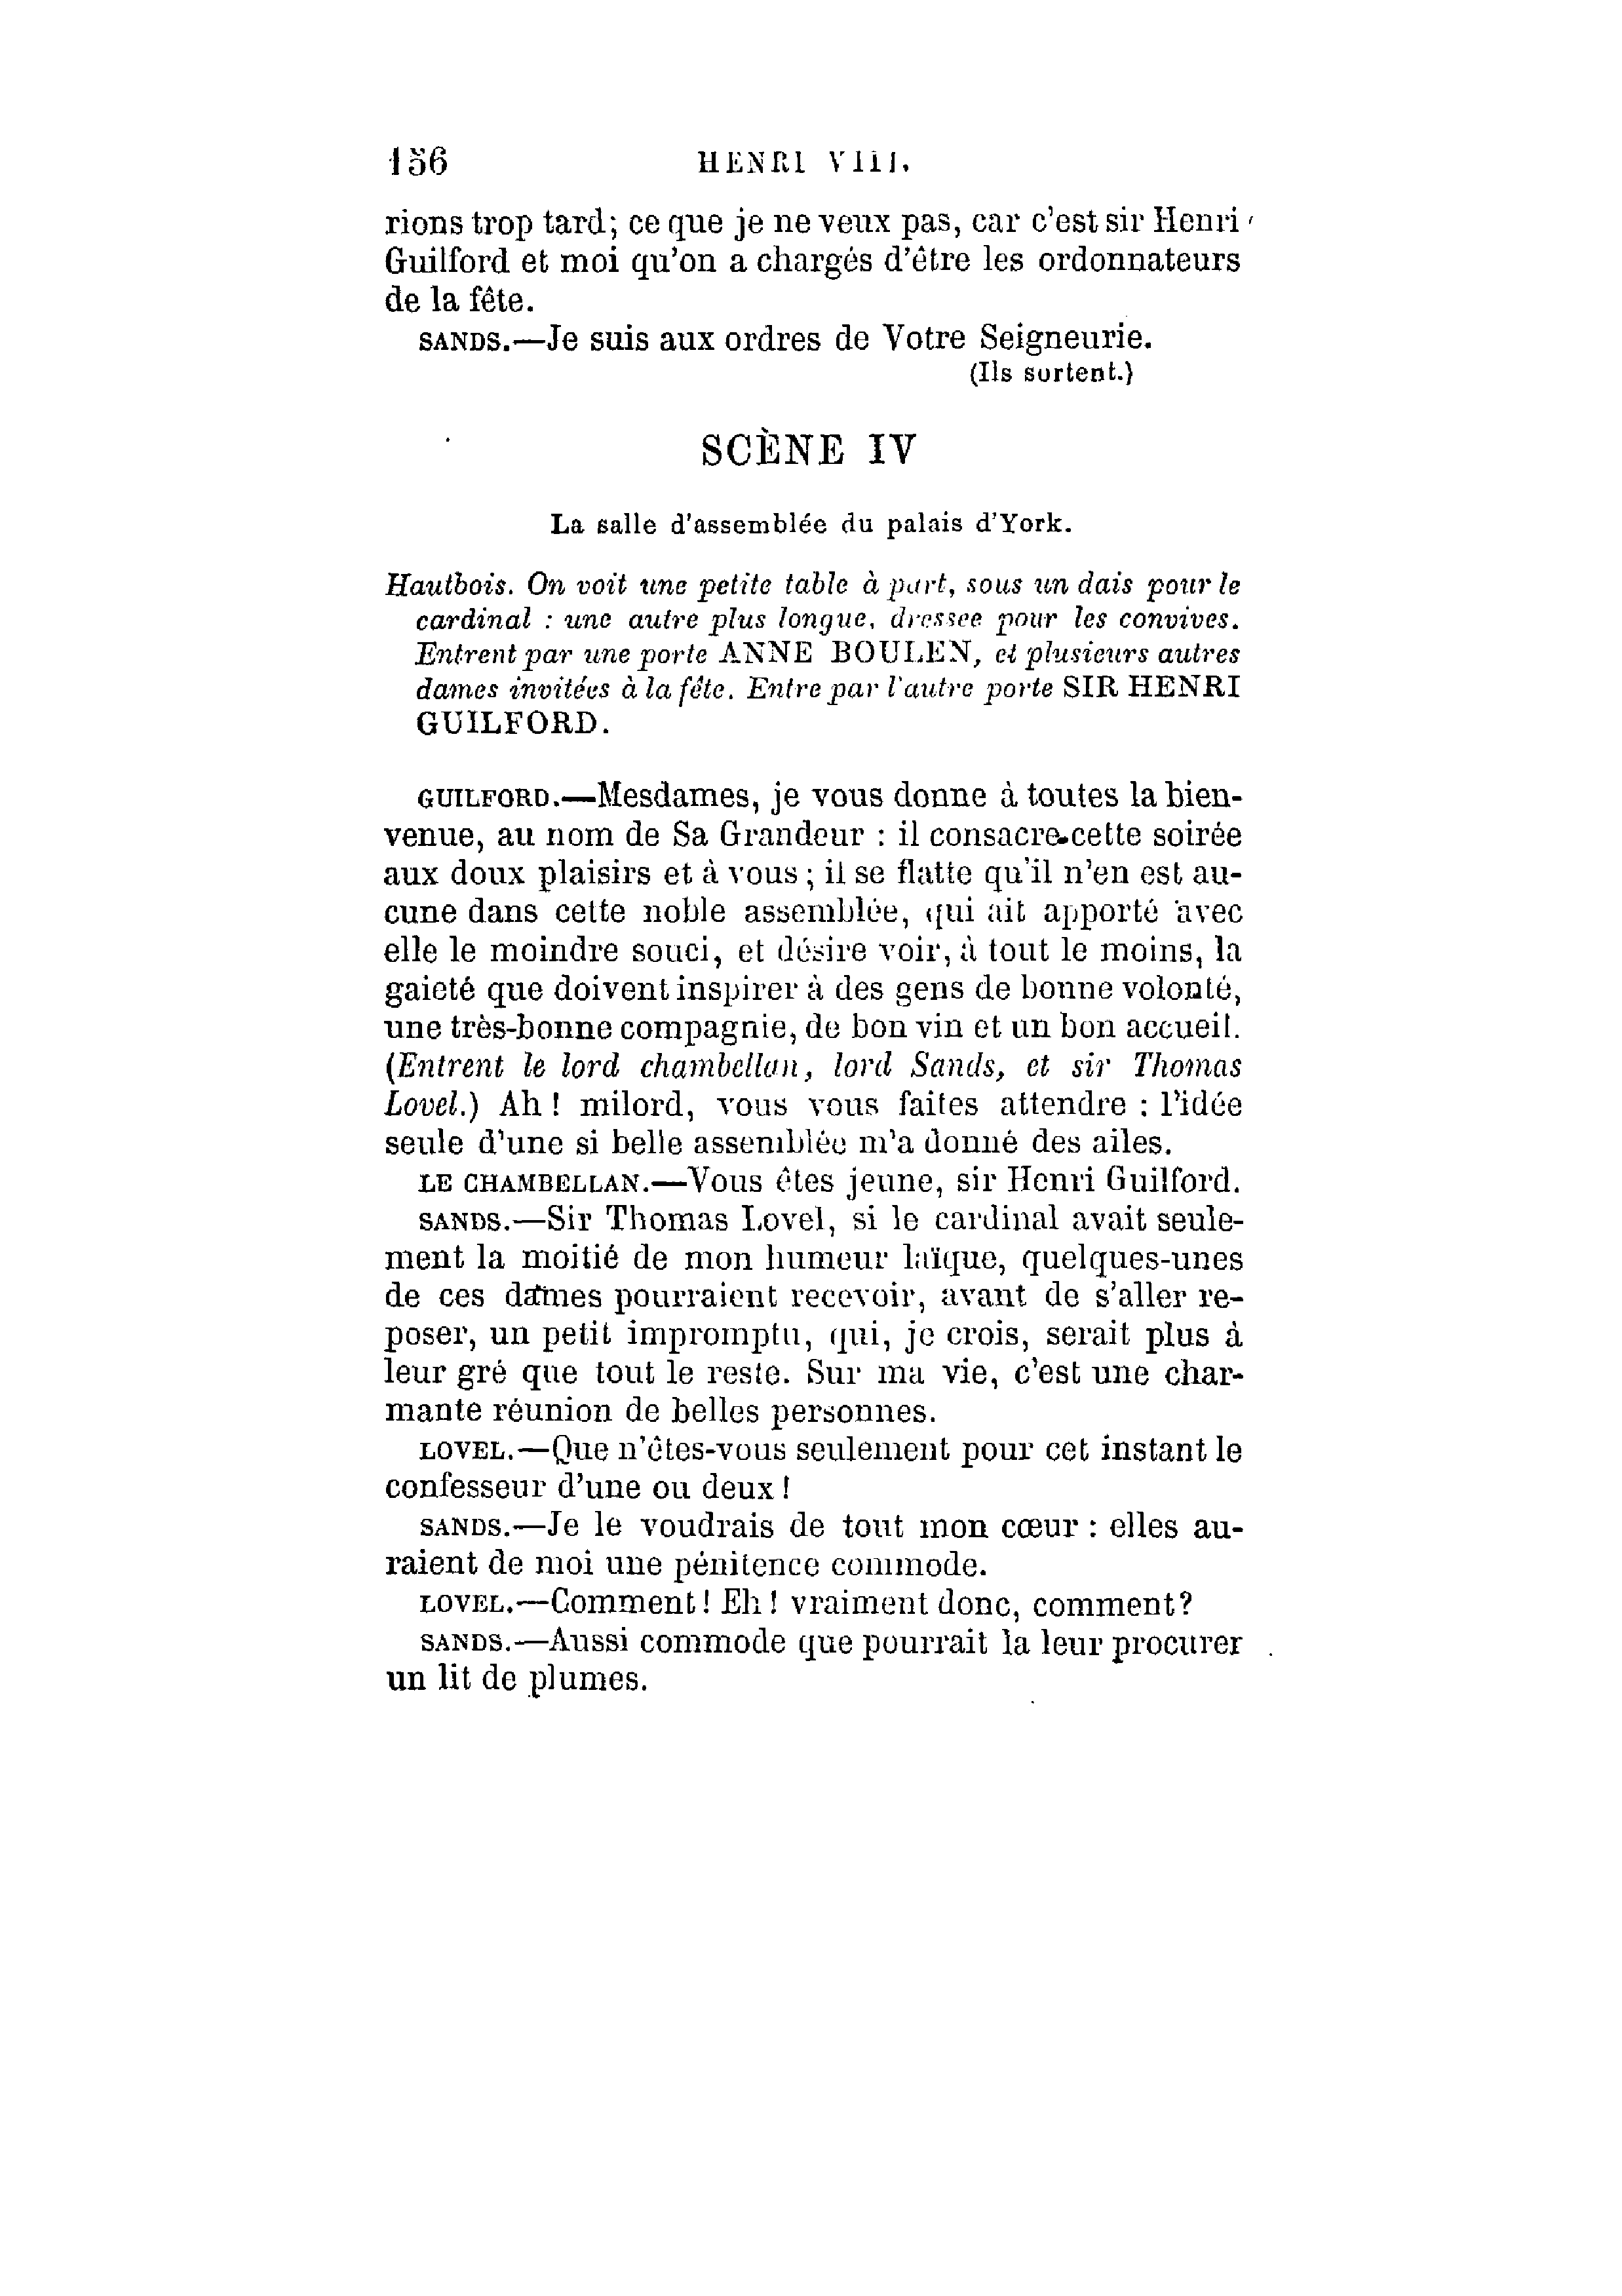 156 HENRI VIII.
rions trop tard; ce que je ne veux pas, car c'est sir Henri
Guilford et moi qu'on a chargés d'être les ordonnateurs
de la fête.
SANDS.—Je suis aux ordres de Votre Seigneurie.
(Ils sortent.)
SCÈNE IV
La salle d'assemblée du palais d'York.
Hautbois. On voit une petite table à part, sous un dais pour le
cardinal : une autre plus longue, dressee pour les convives.
Entrent par une porte ANNE BOULEN, et plusieurs autres
dames invitées à la fête. Entre par l'autre porte SIR HENRI
GUILFORD.
GUILFORD.—Mesdames, je vous donne à toutes la bien-
venue, au nom de Sa Grandeur : il consacre cette soirée
aux doux plaisirs et à vous ; il se flatte qu'il n'en est au-
cune dans cette noble assemblée, qui ait apporté avec
elle le moindre souci, et désire voir, à tout le moins, la
gaieté que doivent inspirer à des gens de bonne volonté,
une très-bonne compagnie, de bon vin et un bon accueil.
(Entrent le lord chambellan, lord Sands, et sir Thomas
Lovel.) Ah ! milord, vous vous faites attendre : l'idée
seule d'une si belle assemblée m'a donné des ailes.
LE CHAMBELLAN.—Vous êtes jeune, sir Henri Guilford.
SANDS.—Sir Thomas Lovel, si le cardinal avait seule-
ment la moitié de mon humeur laïque, quelques-unes
de ces dames pourraient recevoir, avant de s'aller re-
poser, un petit impromptu, qui, je crois, serait plus à
leur gré que tout le reste. Sur ma vie, c'est une char-
mante réunion de belles personnes.
LOVEL.—Que n'êtes-vous seulement pour cet instant le
confesseur d'une ou deux !
SANDS.—Je le voudrais de tout mon cœur : elles au-
raient de moi une pénitence commode.
LOVEL.—Comment ! Eh ! vraiment donc, comment?
SANDS.—Aussi commode que pourrait la leur procurer
un lit de plumes.